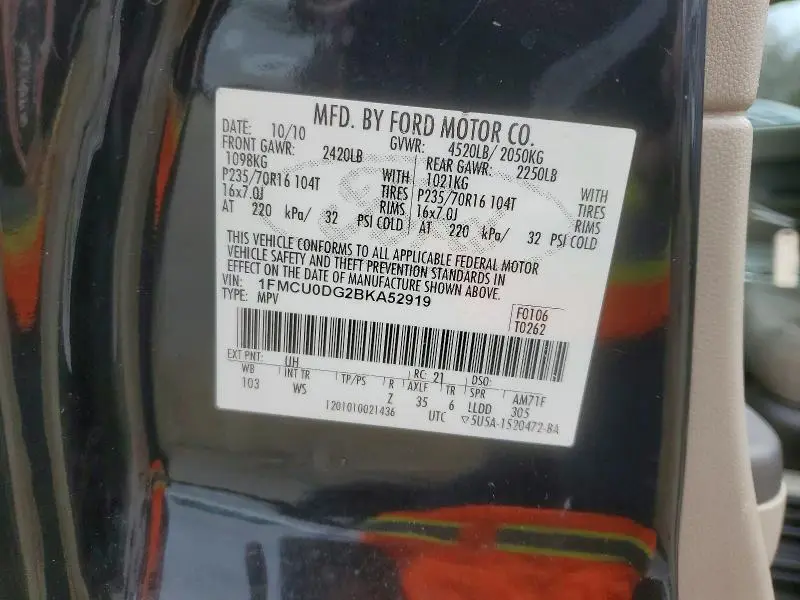 MFD. BY FORD MOTOR CO.
DATE: 10/10 GVWR: 4520LB/ 2050KG
FRONT GAWR: 2420LB REAR GAWR: 2250LB
1098KG WITH 1021KG WITH
P235/70R16 104T TIRES P235/70R16 104T TIRES
16x7.0J RIMS 16x7.0J RIMS
AT 220 kPa/ 32 PSI COLD AT 220 kPa/ 32 PSI COLD
THIS VEHICLE CONFORMS TO ALL APPLICABLE FEDERAL MOTOR
VEHICLE SAFETY AND THEFT PREVENTION STANDARDS IN
EFFECT ON THE DATE OF MANUFACTURE SHOWN ABOVE.
VIN: 1FMCU0DG2BKA52919
TYPE: MPV
F0106
T0262
EXT PNT: UH RC: 21 DSO:
WB INT TR TP/PS R AXLE TR SPR AM71F
103 WS Z 35 6 LLDD 305
1201010021436 UTC ▽5U5A-1520472-BA